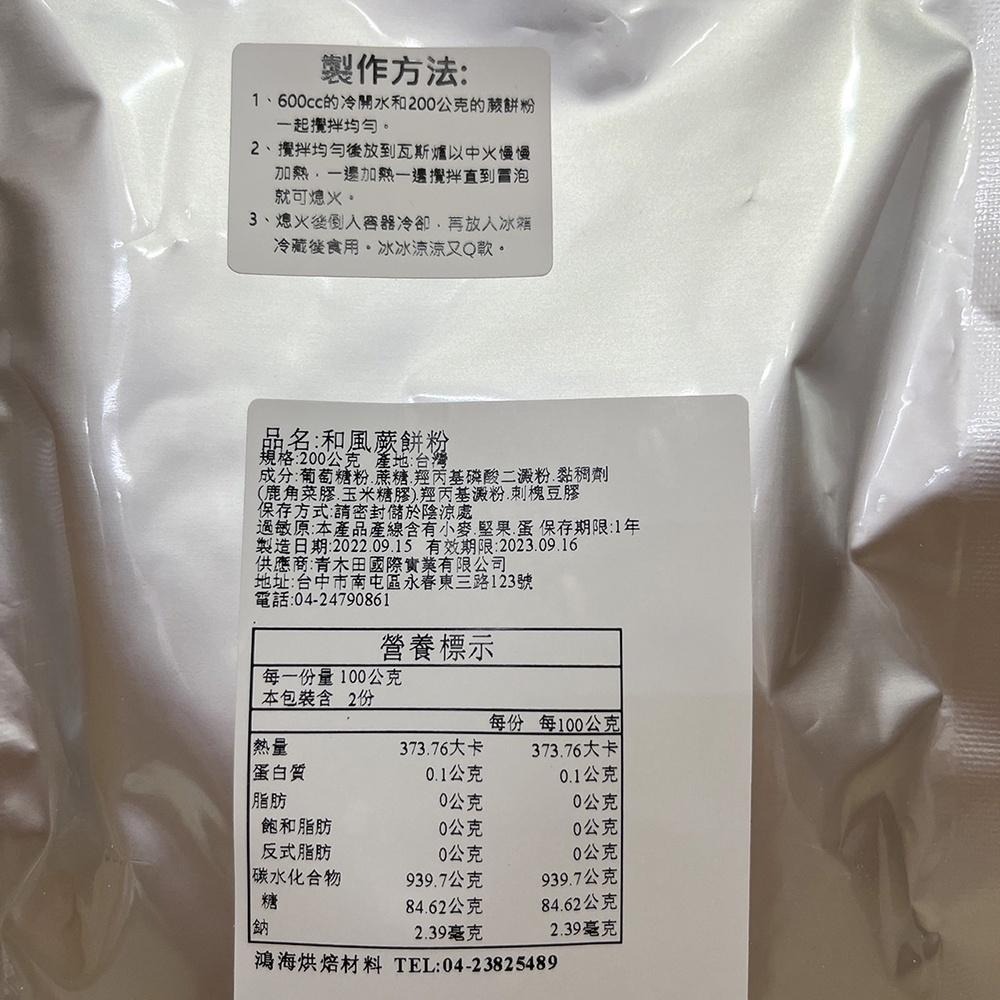 製作方法:
1、600cc的冷開水和200公克的蕨餅粉
一起攪拌均勻。
2、攪拌均勻後放到瓦斯爐以中火慢慢
加熱，一邊加熱一邊攪拌直到冒泡
就可熄火。
3、熄火後倒入容器冷卻，再放入冰箱
冷藏後食用。冰冰涼涼又Q軟。
品名:和風蕨餅粉
規格:200公克 產地:台灣
成分:葡萄糖粉.蔗糖.羥丙基磷酸二澱粉.黏稠劑
(鹿角菜膠.玉米糖膠).羥丙基澱粉.刺槐豆膠
保存方式:請密封儲於陰涼處
過敏原:本產品產線含有小麥.堅果.蛋 保存期限:1年
製造日期:2022.09.15 有效期限:2023.09.16
供應商:青木田國際實業有限公司
地址:台中市南屯區永春東三路123號
電話:04-24790861
營養標示
每一份量 100公克
本包裝含 2份
每份 每100公克
熱量 373.76大卡 373.76大卡
蛋白質 0.1公克 0.1公克
脂肪 0公克 0公克
飽和脂肪 0公克 0公克
反式脂肪 0公克 0公克
碳水化合物 939.7公克 939.7公克
糖 84.62公克 84.62公克
鈉 2.39毫克 2.39毫克
鴻海烘焙材料 TEL:04-23825489